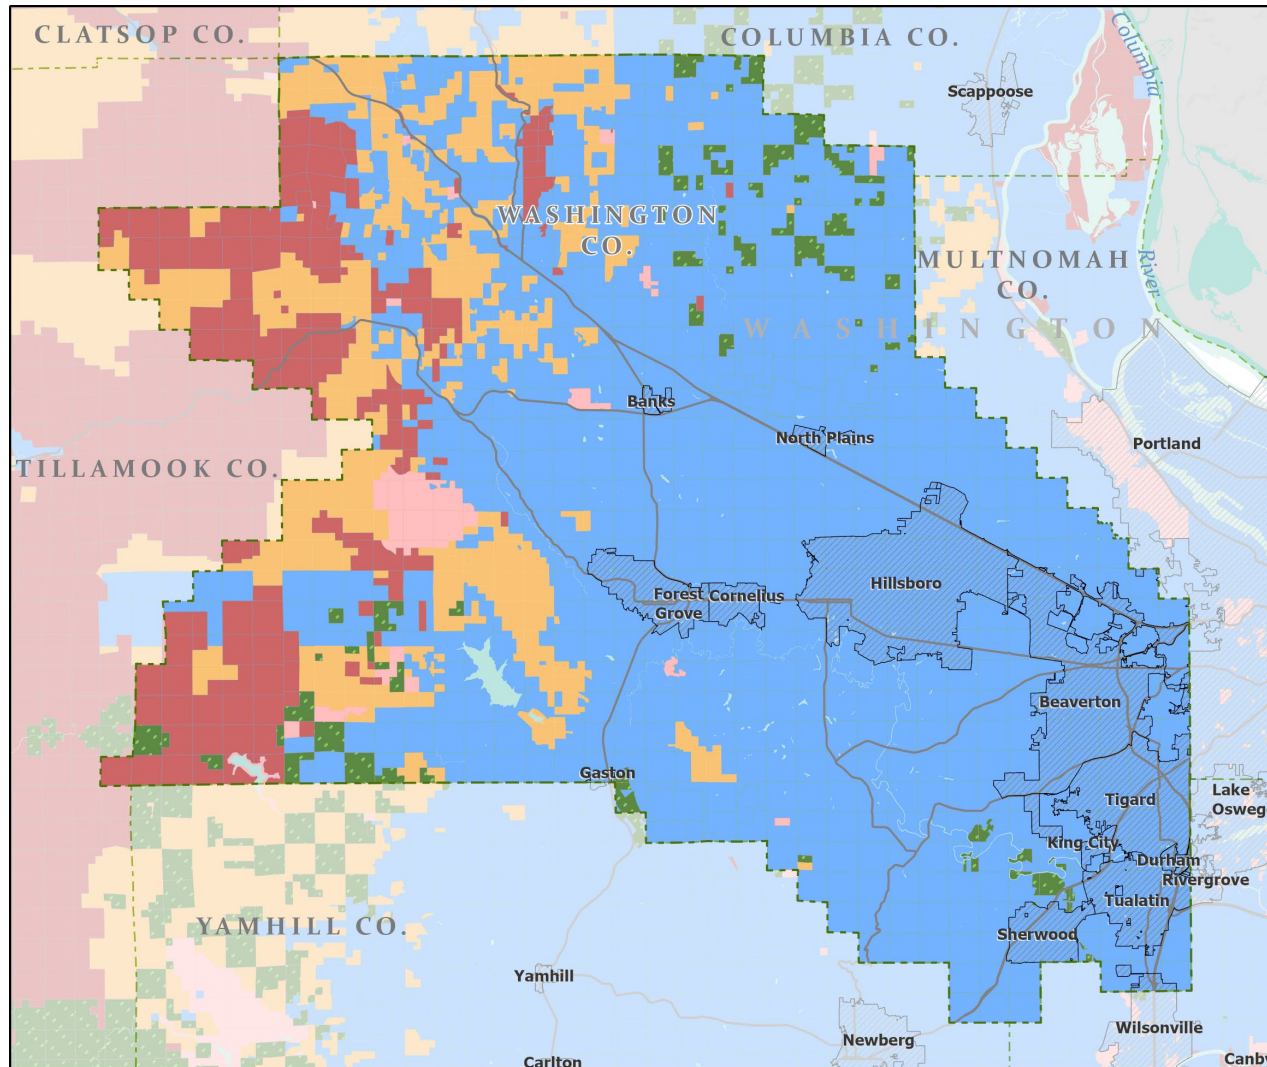 CLATSOP CO.
COLUMBIA CO.
Columbia
River
Scappoose
WASHINGTON
CO.
MULTNOMAH
CO.
WASHINGTON
Banks
North Plains
Portland
TILLAMOOK CO.
Hillsboro
Forest
Grove
Cornelius
Beaverton
Gaston
Tigard
Lake
Osweg
King City
Durham
Rivergrove
Tualatin
Sherwood
YAMHILL CO.
Yamhill
Wilsonville
Newberg
Carlton
Canby